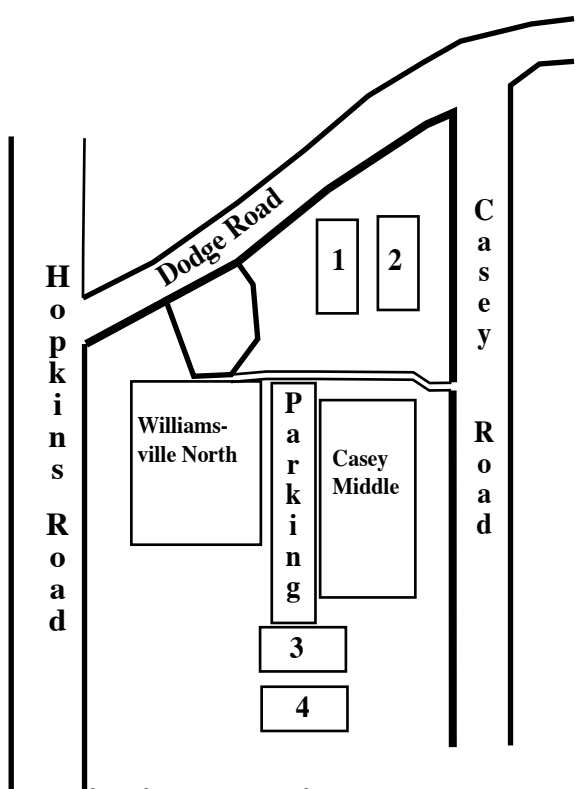 Dodge Road
Hopkins Road
Casey Road
1
2
Williams-
ville North
Parking
Casey
Middle
3
4